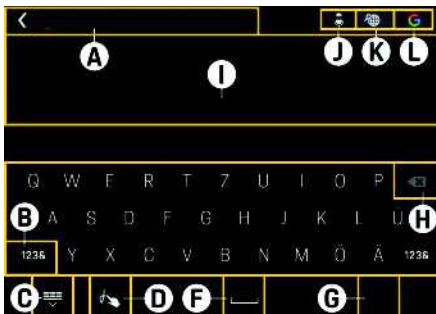 J K L
A
I
Q W E R T Z U I O P
B A S D F G H J K L Ü H
123& Y X C V B N M Ö Ä 123&
C D F G